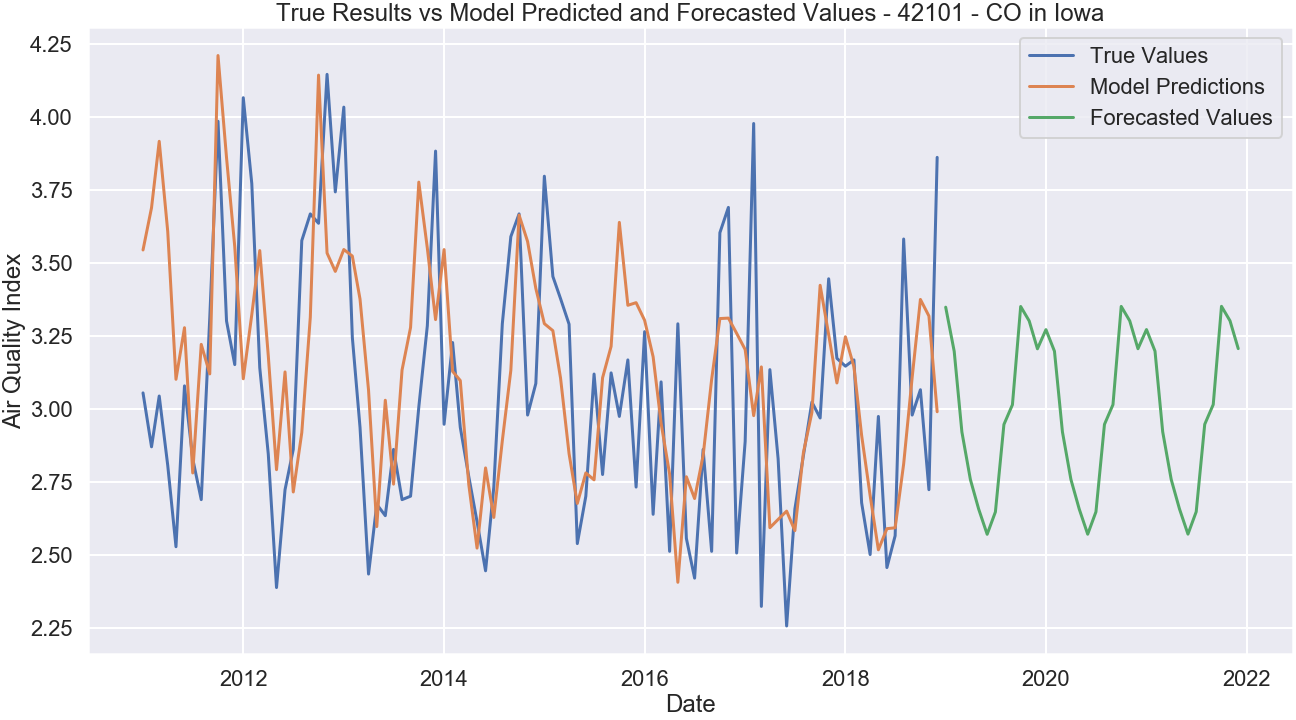 True Results vs Model Predicted and Forecasted Values - 42101 - CO in Iowa
True Values
Model Predictions
Forecasted Values
Air Quality Index
4.25
4.00
3.75
3.50
3.25
3.00
2.75
2.50
2.25
2012 2014 2016 2018 2020 2022
Date